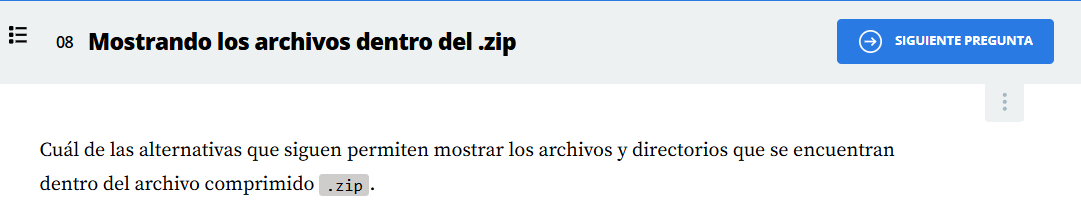 08 Mostrando los archivos dentro del .zip
SIGUIENTE PREGUNTA
Cuál de las alternativas que siguen permiten mostrar los archivos y directorios que se encuentran
dentro del archivo comprimido .zip .